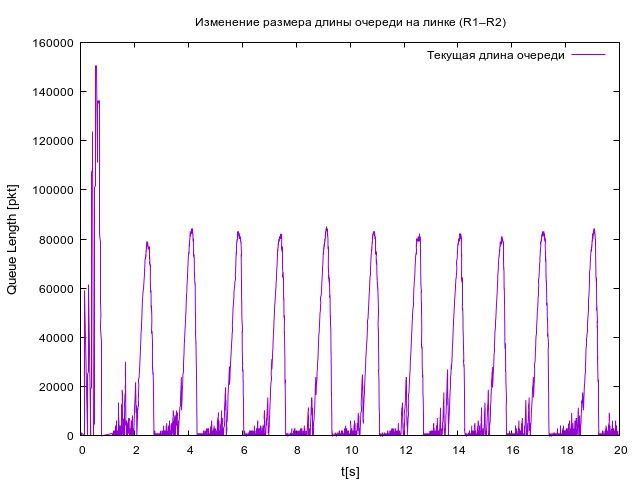 Изменение размера длины очереди на линке (R1–R2)
Текущая длина очереди
Queue Length [pkt]
160000
140000
120000
100000
80000
60000
40000
20000
0
0 2 4 6 8 10 12 14 16 18 20
t[s]